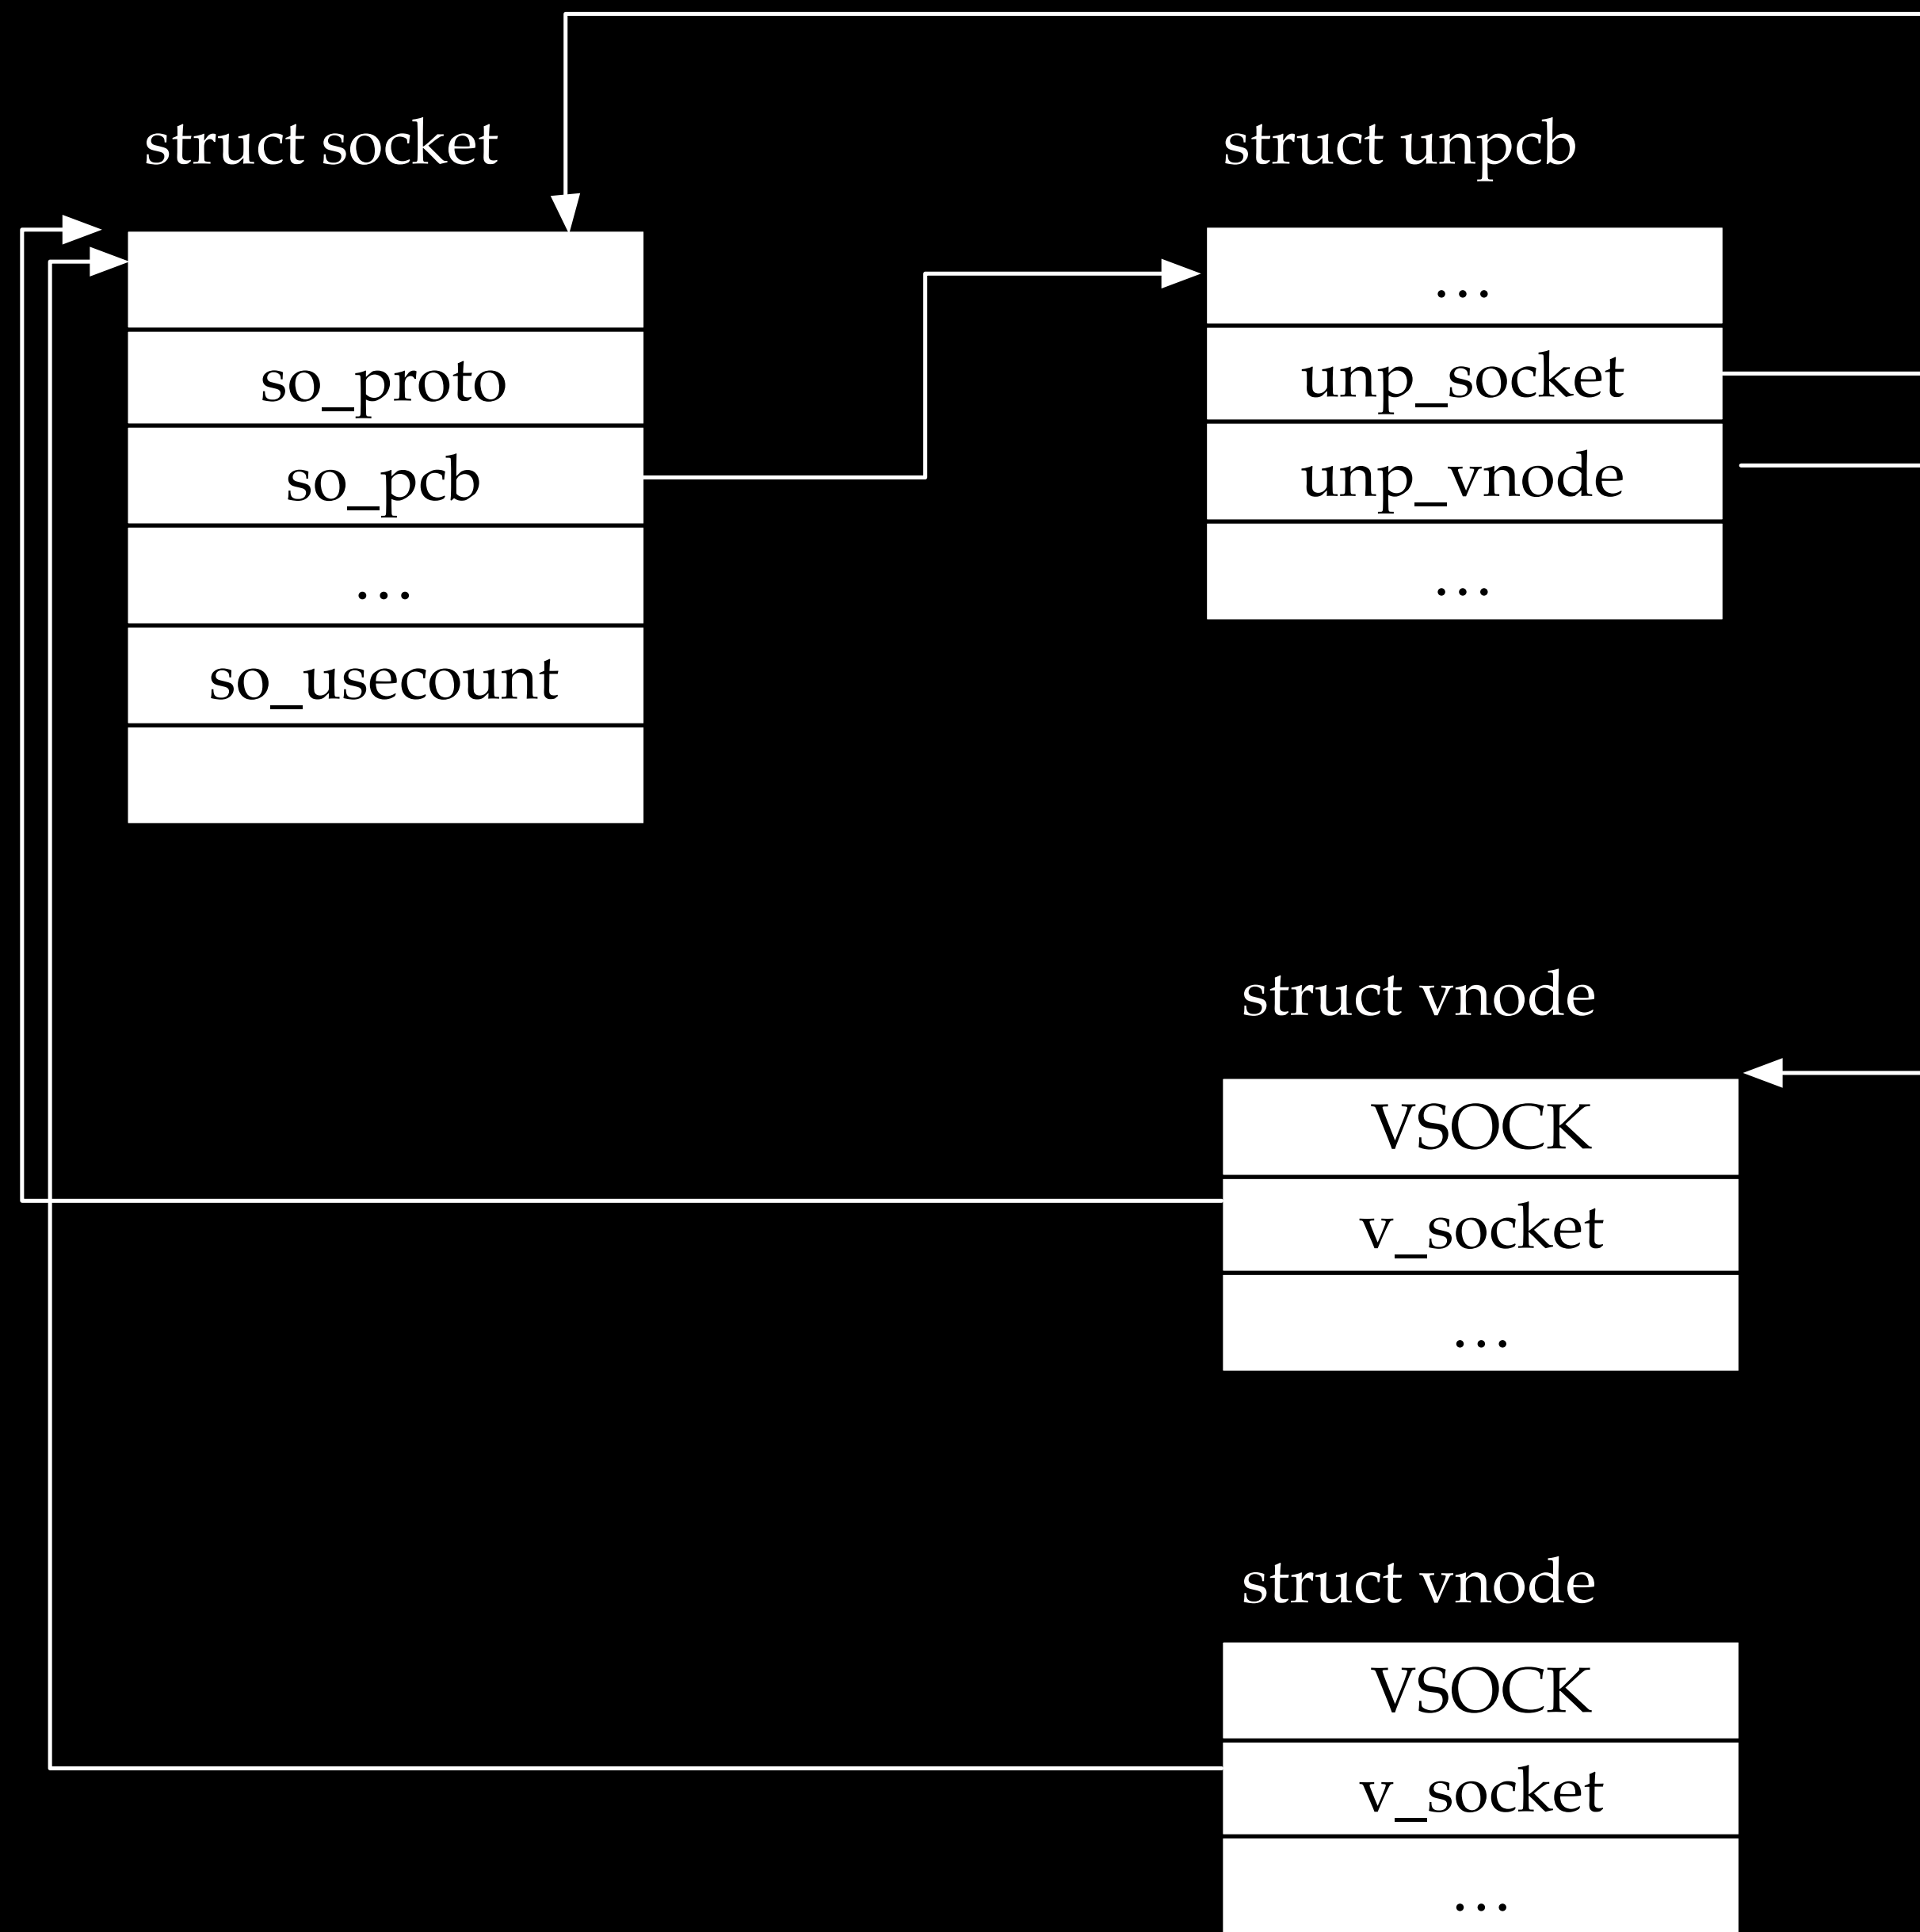 struct socket
so_proto
so_pcb
...
so_usecount
struct unpcb
...
unp_socket
unp_vnode
...
struct vnode
VSOCK
v_socket
...
struct vnode
VSOCK
v_socket
...